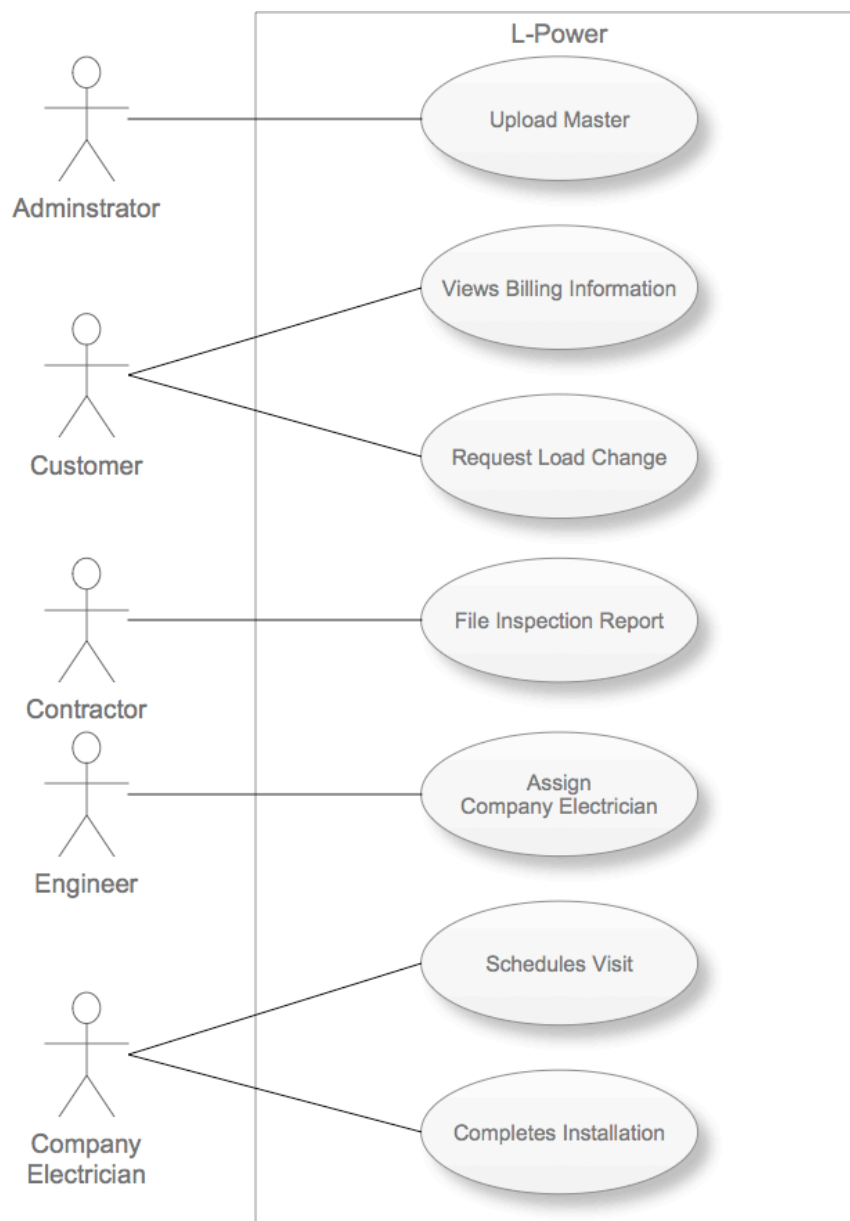 L-Power
Upload Master
Adminstrator
Views Billing Information
Customer
Request Load Change
File Inspection Report
Contractor
Assign
Company Electrician
Engineer
Schedules Visit
Company
Electrician
Completes Installation